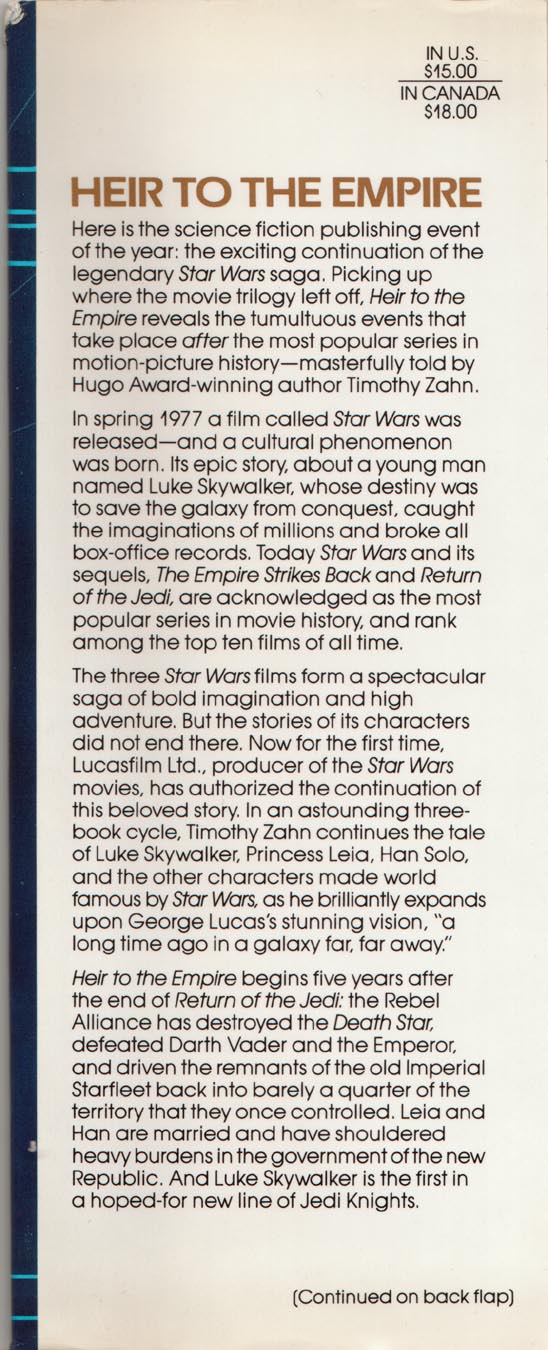 IN U.S.
$15.00
IN CANADA
$18.00
HEIR TO THE EMPIRE
Here is the science fiction publishing event
of the year: the exciting continuation of the
legendary Star Wars saga. Picking up
where the movie trilogy left off, Heir to the
Empire reveals the tumultuous events that
take place after the most popular series in
motion-picture history—masterfully told by
Hugo Award-winning author Timothy Zahn.
In spring 1977 a film called Star Wars was
released—and a cultural phenomenon
was born. Its epic story, about a young man
named Luke Skywalker, whose destiny was
to save the galaxy from conquest, caught
the imaginations of millions and broke all
box-office records. Today Star Wars and its
sequels, The Empire Strikes Back and Return
of the Jedi, are acknowledged as the most
popular series in movie history, and rank
among the top ten films of all time.
The three Star Wars films form a spectacular
saga of bold imagination and high
adventure. But the stories of its characters
did not end there. Now for the first time,
Lucasfilm Ltd., producer of the Star Wars
movies, has authorized the continuation of
this beloved story. In an astounding three-
book cycle, Timothy Zahn continues the tale
of Luke Skywalker, Princess Leia, Han Solo,
and the other characters made world
famous by Star Wars, as he brilliantly expands
upon George Lucas's stunning vision, "a
long time ago in a galaxy far, far away."
Heir to the Empire begins five years after
the end of Return of the Jedi: the Rebel
Alliance has destroyed the Death Star,
defeated Darth Vader and the Emperor,
and driven the remnants of the old Imperial
Starfleet back into barely a quarter of the
territory that they once controlled. Leia and
Han are married and have shouldered
heavy burdens in the government of the new
Republic. And Luke Skywalker is the first in
a hoped-for new line of Jedi Knights.
(Continued on back flap)